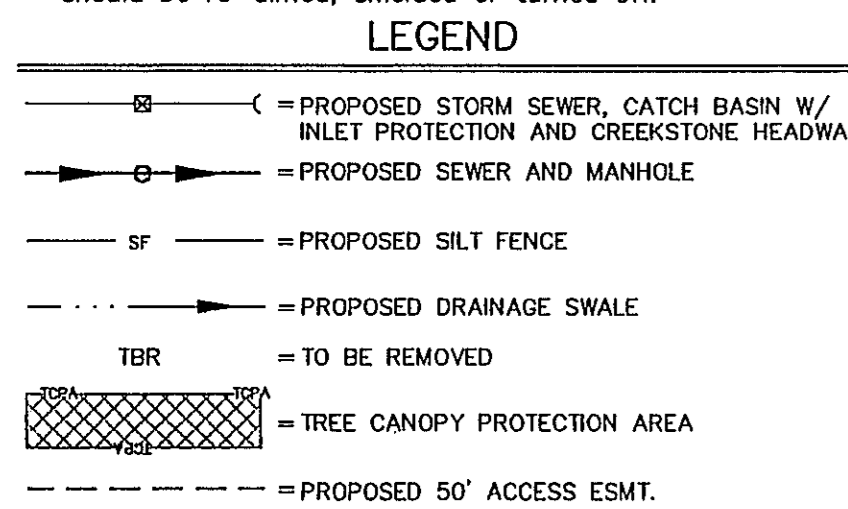 LEGEND
= PROPOSED STORM SEWER, CATCH BASIN W/
INLET PROTECTION AND CREEKSTONE
= PROPOSED SEWER AND MANHOLE
SF = PROPOSED SILT FENCE
= PROPOSED DRAINAGE SWALE
TBR = TO BE REMOVED
TCPA TCPA
= TREE CANOPY PROTECTION AREA
TCPA
= PROPOSED 50' ACCESS ESMT.